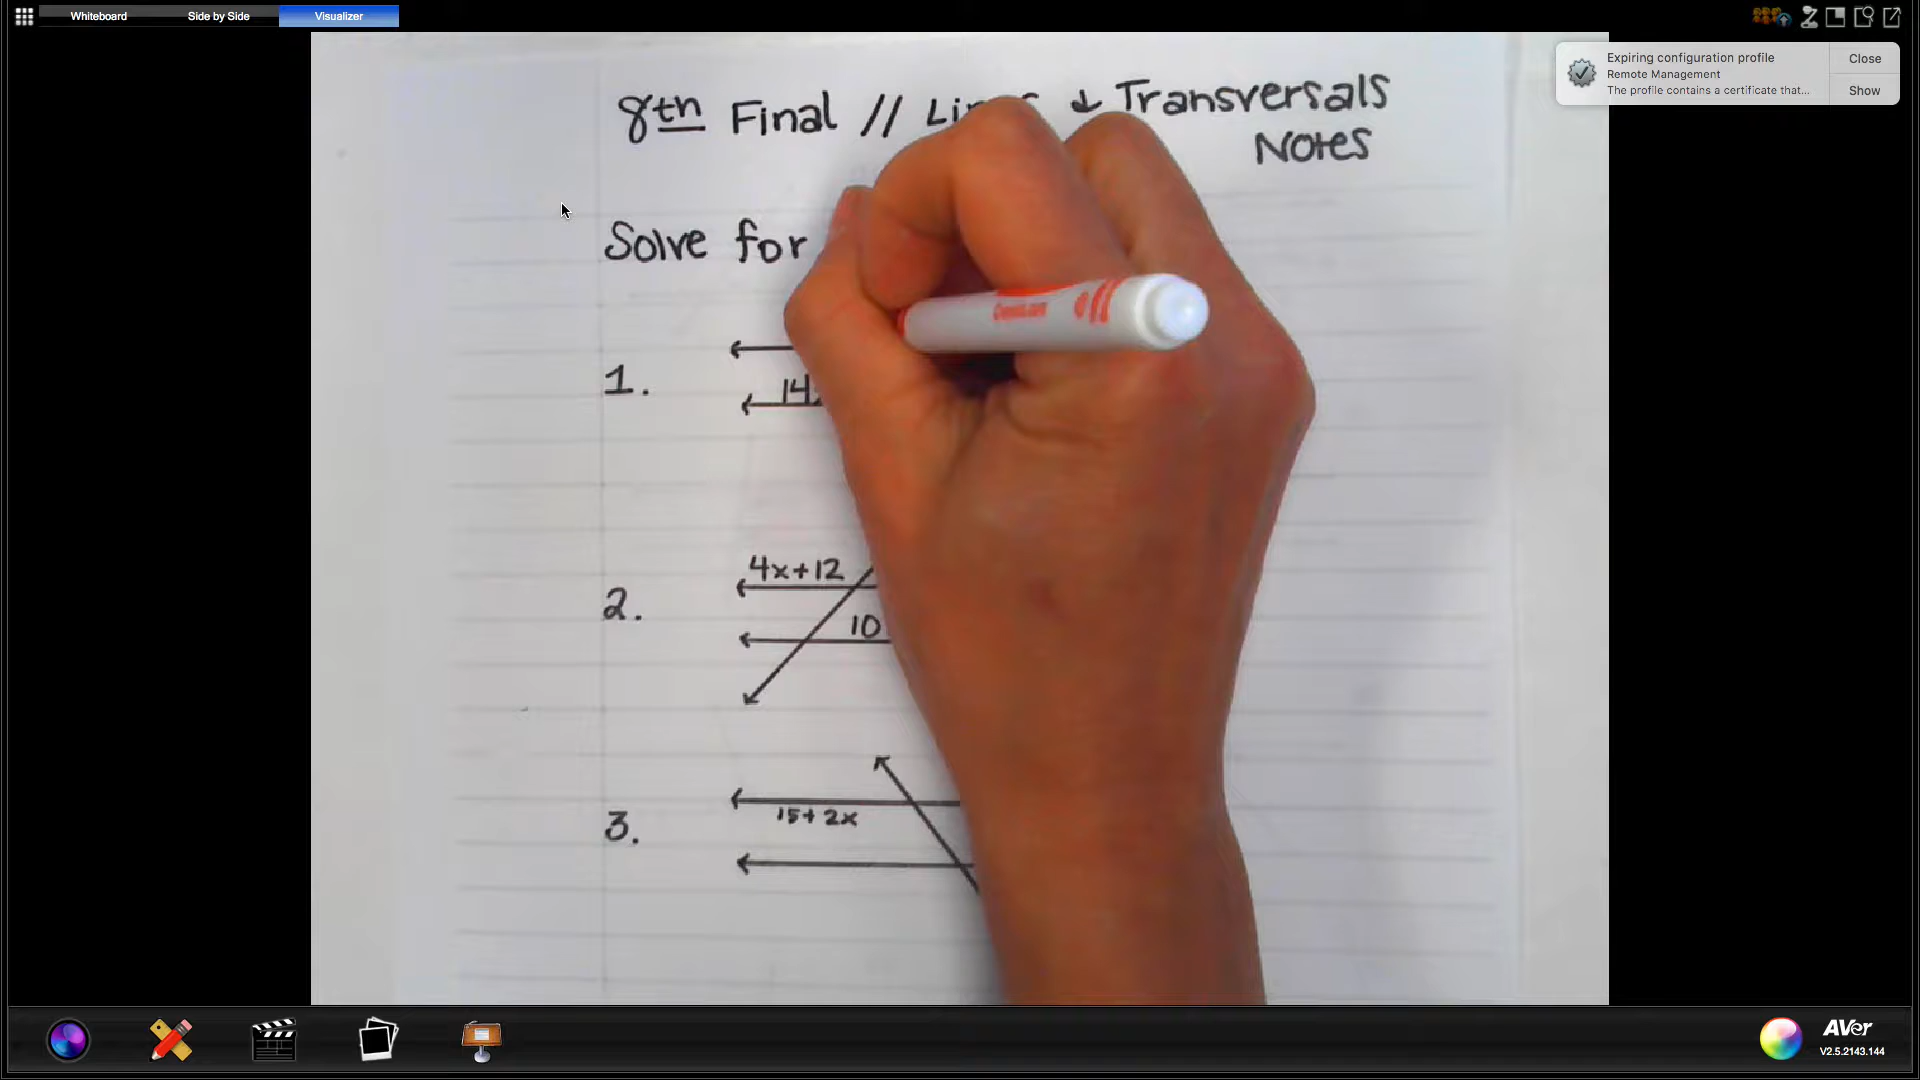 Whiteboard Side by Side Visualizer
Expiring configuration profile
Remote Management
The profile contains a certificate that...
Close
Show
8th Final // ↓ Transversals
Notes
Solve for
1.
14
2.
4x+12
10
3.
15+2x
AVer
V2.5.2143.144